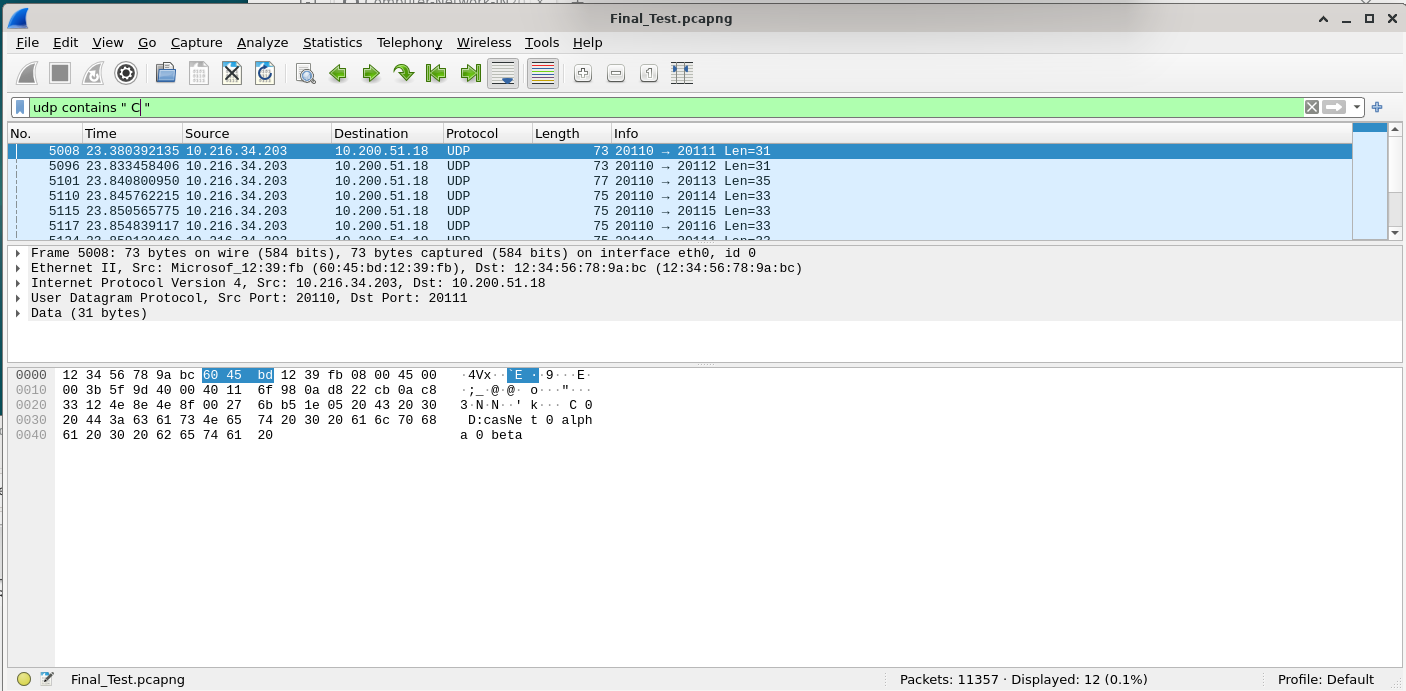 Final_Test.pcapng
File Edit View Go Capture Analyze Statistics Telephony Wireless Tools Help
udp contains " C "
No. Time Source Destination Protocol Length Info
5008 23.380392135 10.216.34.203 10.200.51.18 UDP 73 20110 → 20111 Len=31
5096 23.833458406 10.216.34.203 10.200.51.18 UDP 73 20110 → 20112 Len=31
5101 23.840800950 10.216.34.203 10.200.51.18 UDP 77 20110 → 20113 Len=35
5110 23.845762215 10.216.34.203 10.200.51.18 UDP 75 20110 → 20114 Len=33
5115 23.850565775 10.216.34.203 10.200.51.18 UDP 75 20110 → 20115 Len=33
5117 23.854839117 10.216.34.203 10.200.51.18 UDP 75 20110 → 20116 Len=33
Frame 5008: 73 bytes on wire (584 bits), 73 bytes captured (584 bits) on interface eth0, id 0
Ethernet II, Src: Microsof_12:39:fb (60:45:bd:12:39:fb), Dst: 12:34:56:78:9a:bc (12:34:56:78:9a:bc)
Internet Protocol Version 4, Src: 10.216.34.203, Dst: 10.200.51.18
User Datagram Protocol, Src Port: 20110, Dst Port: 20111
Data (31 bytes)
0000 12 34 56 78 9a bc 60 45 bd 12 39 fb 08 00 45 00 ·4Vx··`E ··9···E·
0010 00 3b 5f 9d 40 00 40 11 6f 98 0a d8 22 cb 0a c8 ·;_·@·@· o···"···
0020 33 12 4e 8e 4e 8f 00 27 6b b5 1e 05 20 43 20 30 3·N·N··' k··· C 0
0030 20 44 3a 63 61 73 4e 65 74 20 30 20 61 6c 70 68 D:casNe t 0 alph
0040 61 20 30 20 62 65 74 61 20 a 0 beta
Final_Test.pcapng Packets: 11357 · Displayed: 12 (0.1%) Profile: Default